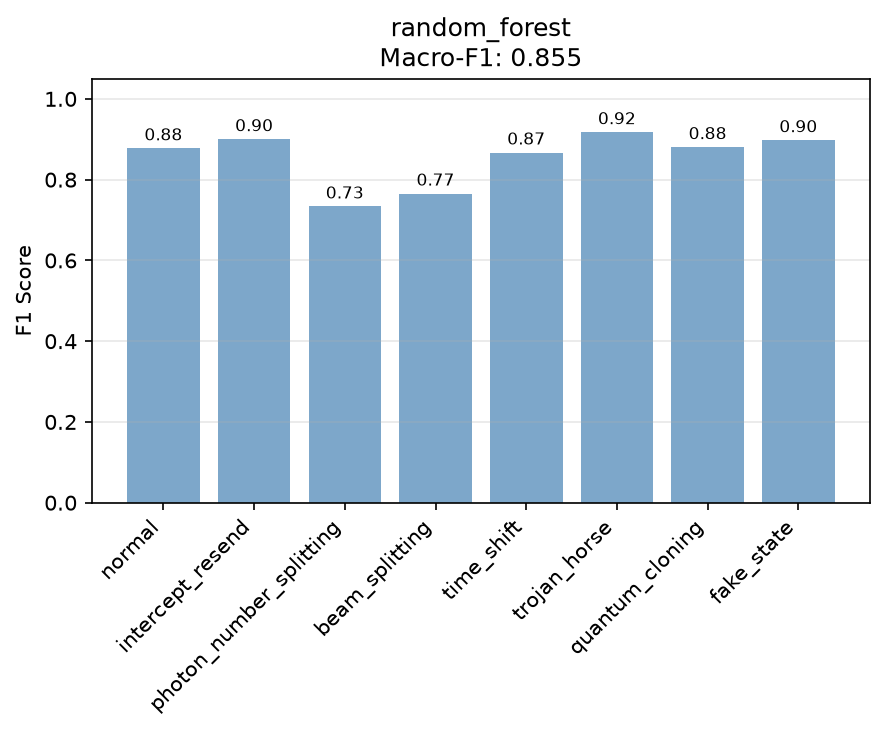 random_forest
Macro-F1: 0.855
F1 Score
1.0
0.8
0.6
0.4
0.2
0.0
0.88
0.90
0.73
0.77
0.87
0.92
0.88
0.90
normal
intercept_resend
photon_number_splitting
beam_splitting
time_shift
trojan_horse
quantum_cloning
fake_state